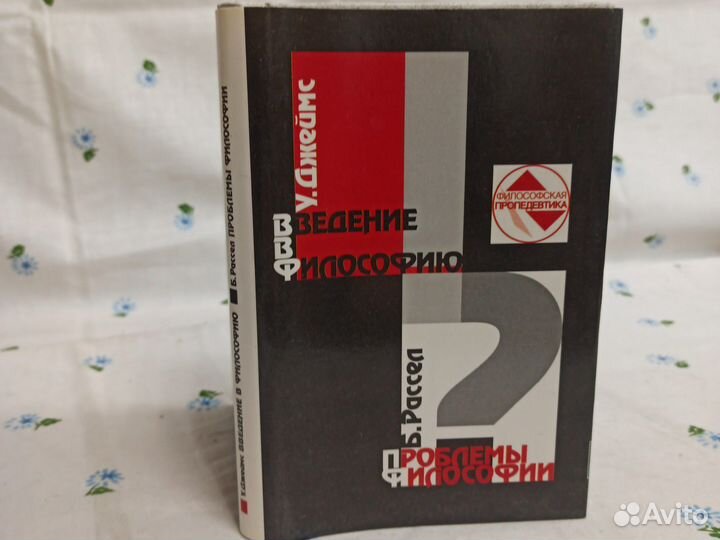 У. Джеймс Введение в философию Б. Рассел Проблемы философии
У. Джеймс
ВВЕДЕНИЕ
В
ФИЛОСОФИЮ
ФИЛОСОФСКАЯ
ПРОПЕДЕВТИКА
Б. Рассел
ПРОБЛЕМЫ
ФИЛОСОФИИ
Avito